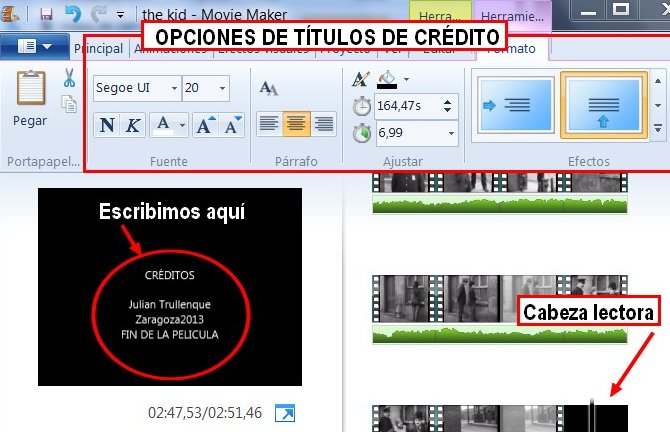 the kid - Movie Maker
Herra...
Herramie...
OPCIONES DE TÍTULOS DE CRÉDITO
Principal Animaciones Efectos visuales Proyecto Ver Editar Formato
Segoe UI 20
164,47s
Pegar
N K A A A
6,99
Portapapel... Fuente Párrafo Ajustar Efectos
Escribimos aquí
CRÉDITOS
Julian Trullenque
Zaragoza2013
FIN DE LA PELICULA
Cabeza lectora
02:47,53/02:51,46